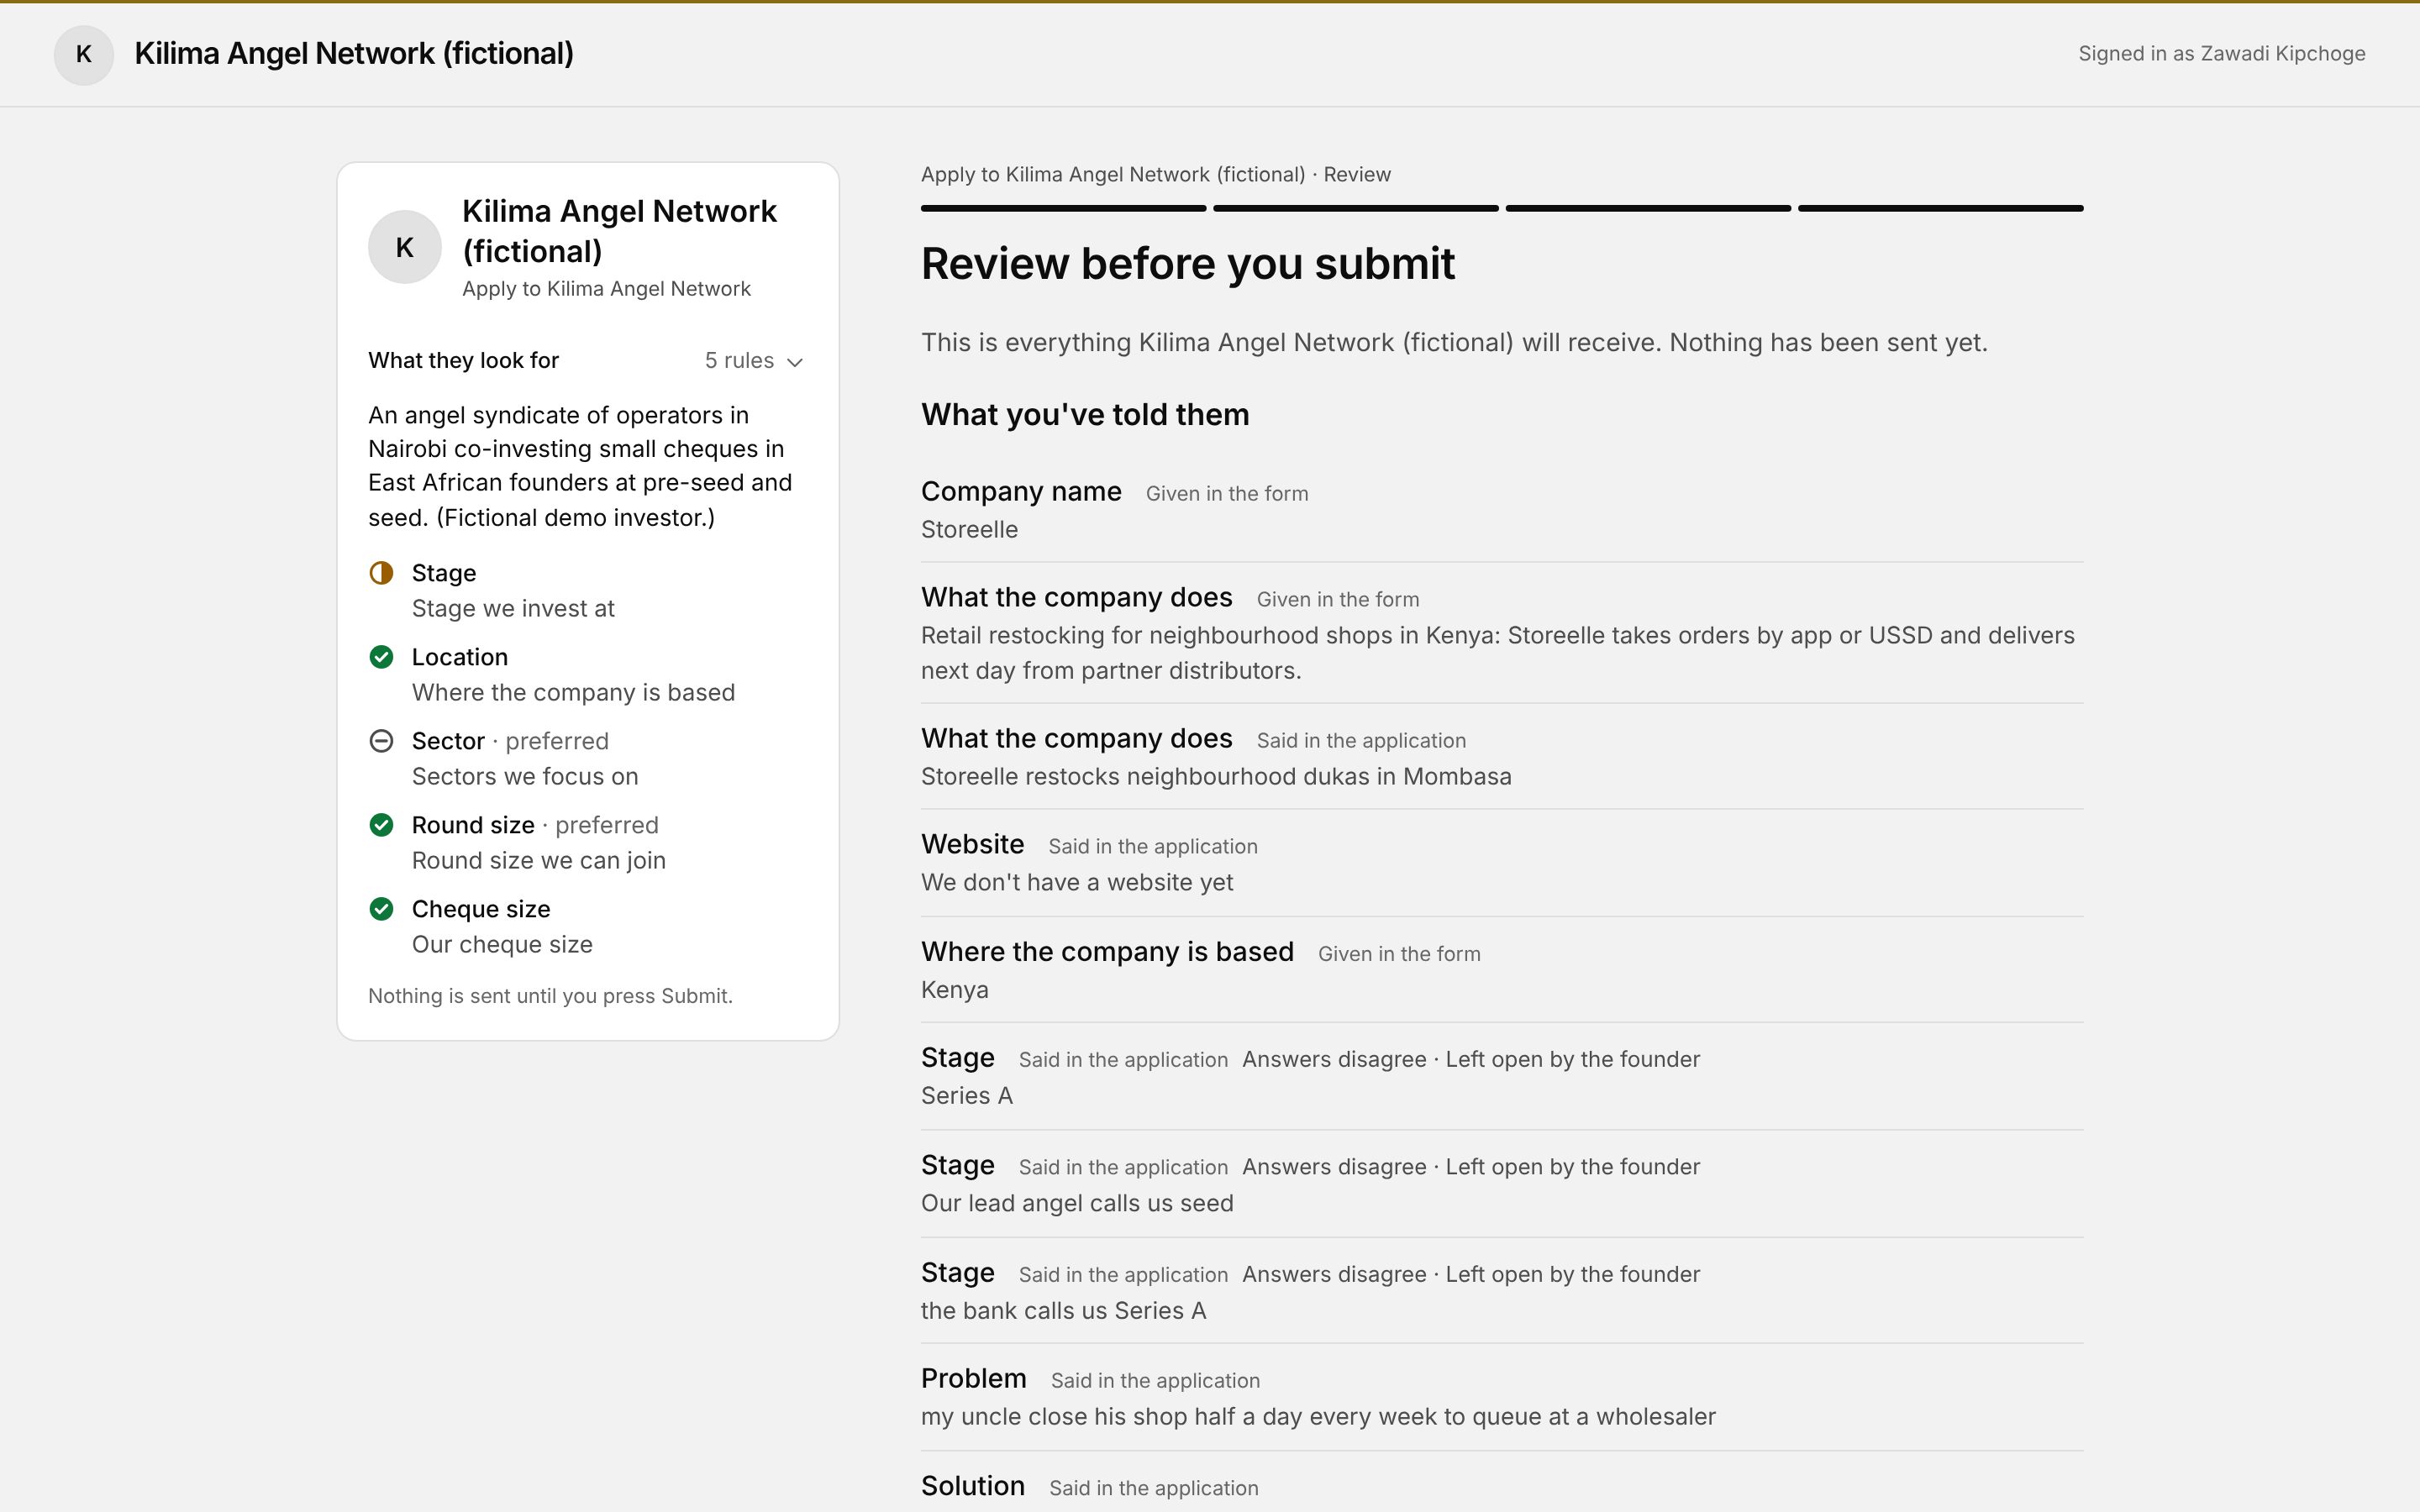 K
Kilima Angel Network (fictional)
Signed in as Zawadi Kipchoge
K
Kilima Angel Network
(fictional)
Apply to Kilima Angel Network
What they look for 5 rules
An angel syndicate of operators in
Nairobi co-investing small cheques in
East African founders at pre-seed and
seed. (Fictional demo investor.)
Stage
Stage we invest at
Location
Where the company is based
Sector · preferred
Sectors we focus on
Round size · preferred
Round size we can join
Cheque size
Our cheque size
Nothing is sent until you press Submit.
Apply to Kilima Angel Network (fictional) · Review
Review before you submit
This is everything Kilima Angel Network (fictional) will receive. Nothing has been sent yet.
What you've told them
Company name Given in the form
Storeelle
What the company does Given in the form
Retail restocking for neighbourhood shops in Kenya: Storeelle takes orders by app or USSD and delivers
next day from partner distributors.
What the company does Said in the application
Storeelle restocks neighbourhood dukas in Mombasa
Website Said in the application
We don't have a website yet
Where the company is based Given in the form
Kenya
Stage Said in the application Answers disagree · Left open by the founder
Series A
Stage Said in the application Answers disagree · Left open by the founder
Our lead angel calls us seed
Stage Said in the application Answers disagree · Left open by the founder
the bank calls us Series A
Problem Said in the application
my uncle close his shop half a day every week to queue at a wholesaler
Solution Said in the application